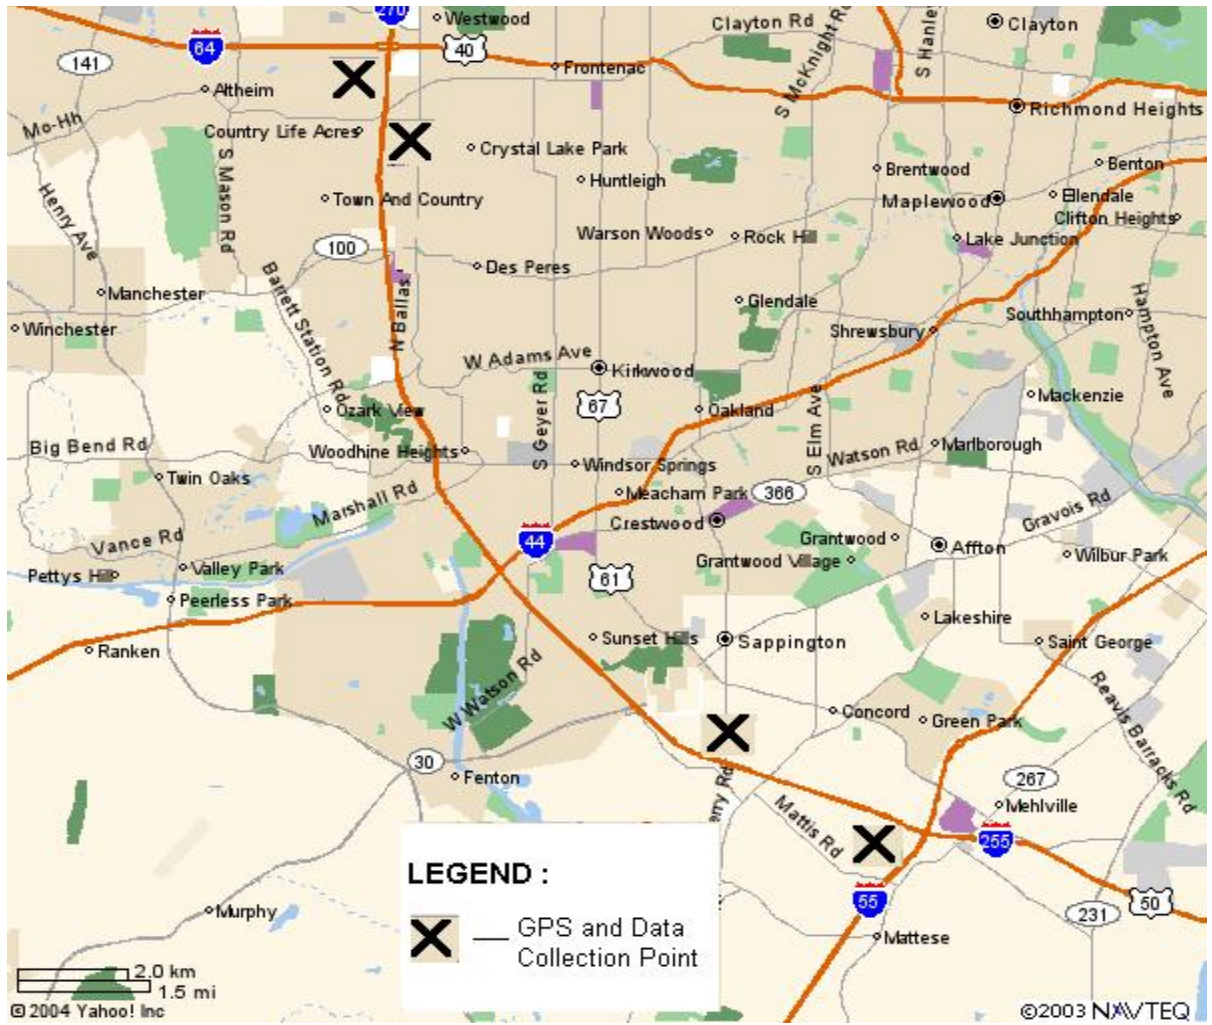 270
Westwood
Clayton Rd
S McKnight Rd
S Hanley
Clayton
64
40
141
Frontenac
Altheim
Richmond Heights
Mo-Hh
Country Life Acres
Crystal Lake Park
S Mason Rd
Huntleigh
Brentwood
Benton
Henry Ave
Town And Country
Maplewood
Ellendale
Clifton Heights
100
Warson Woods
Rock Hill
Lake Junction
Barrett Station Rd
Des Peres
N Ballas
Manchester
Glendale
Hampton Ave
Winchester
Shrewsbury
Southhampton
W Adams Ave
Kirkwood
S Geyer Rd
67
Oakland
S Elm Ave
Mackenzie
Ozark View
Big Bend Rd
Woodhine Heights
Windsor Springs
Watson Rd
Marlborough
Twin Oaks
Marshall Rd
Meacham Park
366
Gravois Rd
Crestwood
Vance Rd
44
Grantwood
Affton
Grantwood Village
Wilbur Park
Pettys Hill
Valley Park
61
Peerless Park
Lakeshire
Sunset Hills
Sappington
Saint George
Ranken
W Watson Rd
Reavis Barracks Rd
Concord
Green Park
30
Fenton
267
Mehlville
erry Rd
Mattis Rd
255
LEGEND :
55
50
231
Murphy
GPS and Data
Collection Point
Mattese
2.0 km
1.5 mi
© 2004 Yahoo! Inc
©2003 NAVTEQ